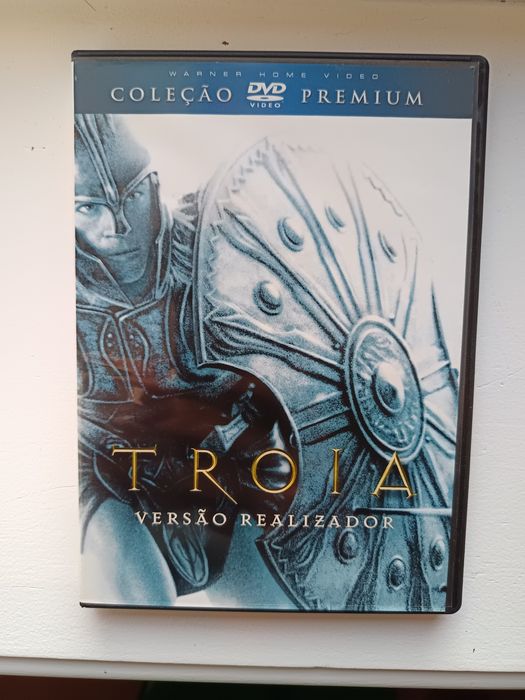 WARNER HOME VIDEO
COLEÇÃO DVD VIDEO PREMIUM
TROIA
VERSÃO REALIZADOR